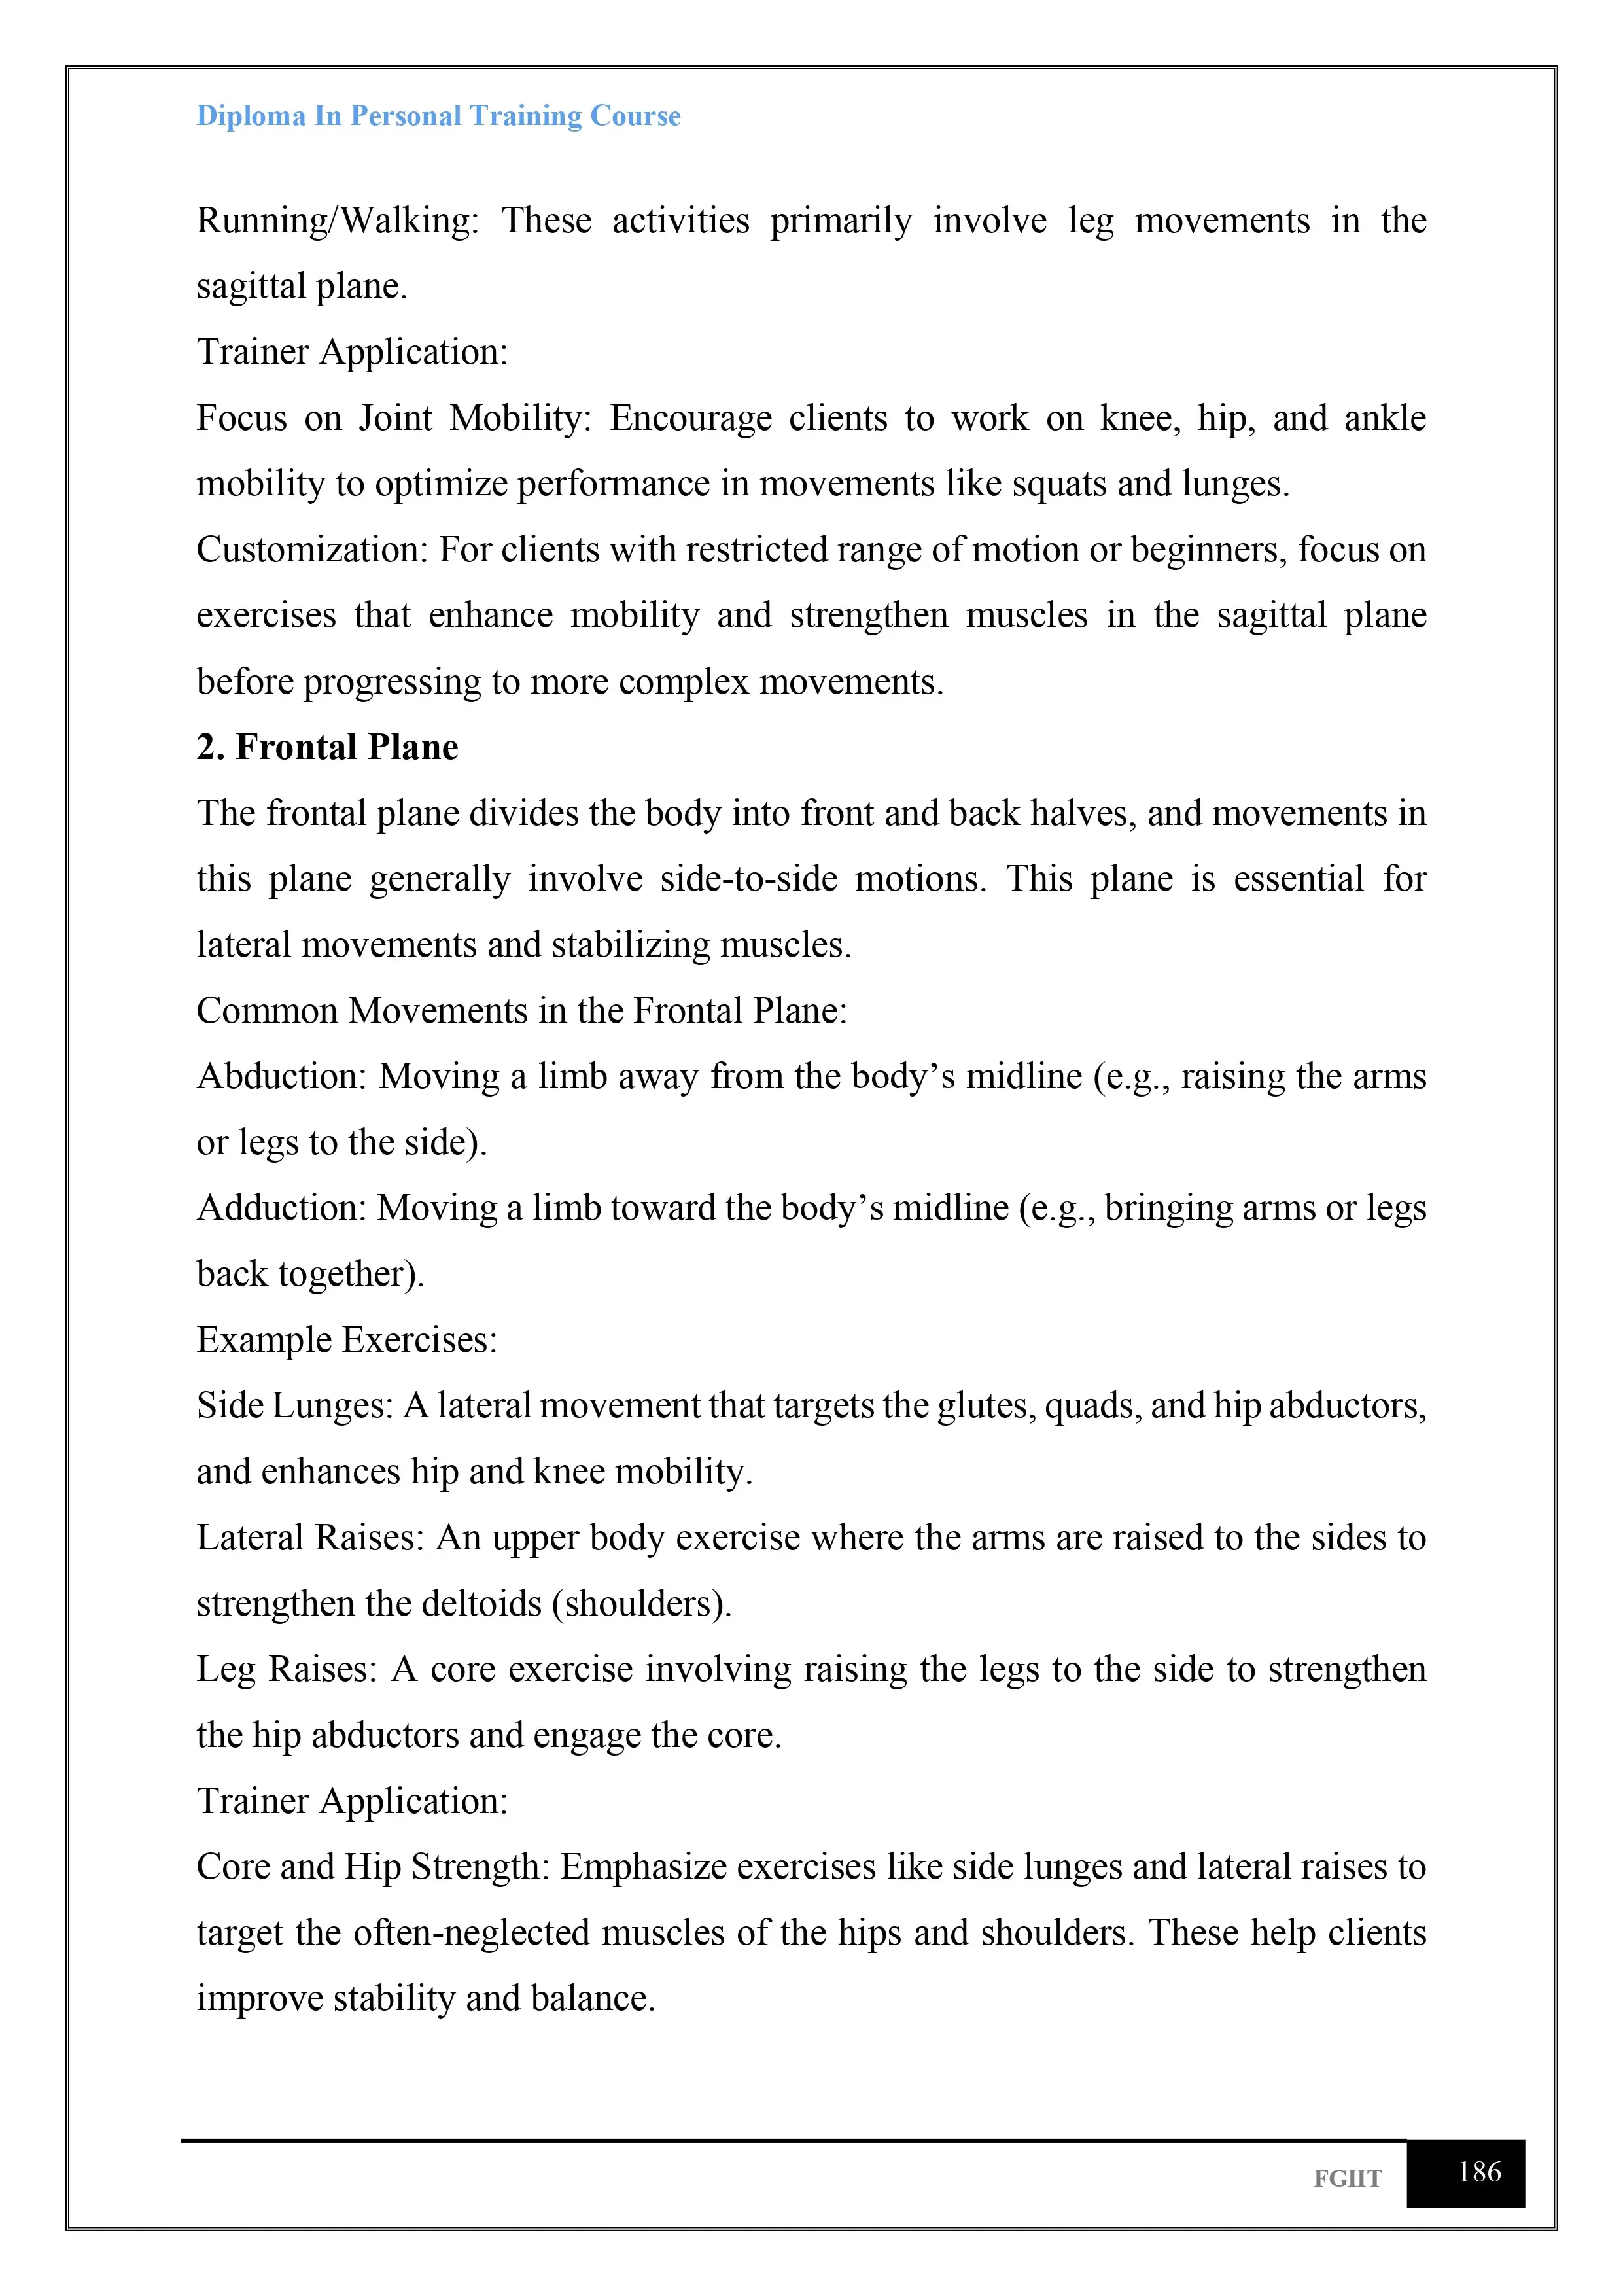 Diploma In Personal Training Course
Running/Walking: These activities primarily involve leg movements in the
sagittal plane.
Trainer Application:
Focus on Joint Mobility: Encourage clients to work on knee, hip, and ankle
mobility to optimize performance in movements like squats and lunges.
Customization: For clients with restricted range of motion or beginners, focus on
exercises that enhance mobility and strengthen muscles in the sagittal plane
before progressing to more complex movements.
2. Frontal Plane
The frontal plane divides the body into front and back halves, and movements in
this plane generally involve side-to-side motions. This plane is essential for
lateral movements and stabilizing muscles.
Common Movements in the Frontal Plane:
Abduction: Moving a limb away from the body’s midline (e.g., raising the arms
or legs to the side).
Adduction: Moving a limb toward the body’s midline (e.g., bringing arms or legs
back together).
Example Exercises:
Side Lunges: A lateral movement that targets the glutes, quads, and hip abductors,
and enhances hip and knee mobility.
Lateral Raises: An upper body exercise where the arms are raised to the sides to
strengthen the deltoids (shoulders).
Leg Raises: A core exercise involving raising the legs to the side to strengthen
the hip abductors and engage the core.
Trainer Application:
Core and Hip Strength: Emphasize exercises like side lunges and lateral raises to
target the often-neglected muscles of the hips and shoulders. These help clients
improve stability and balance.
FGIIT 186